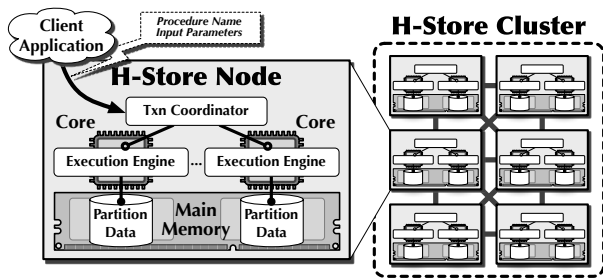 Client
Application
Procedure Name
Input Parameters
H-Store Cluster
H-Store Node
Txn Coordinator
Core
Core
Execution Engine
...
Execution Engine
Partition
Data
Main
Memory
Partition
Data